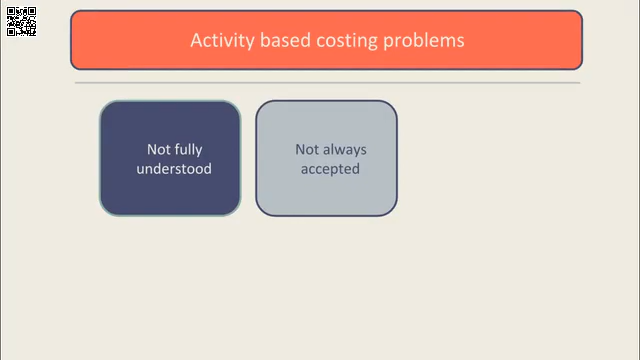 Activity based costing problems
Not fully
understood
Not always
accepted